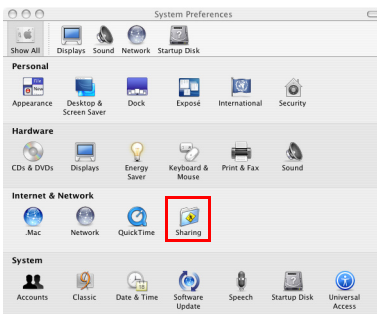 System Preferences
Show All Displays Sound Network Startup Disk
Personal
Appearance Desktop & Screen Saver Dock Exposé International Security
Hardware
CDs & DVDs Displays Energy Saver Keyboard & Mouse Print & Fax Sound
Internet & Network
.Mac Network QuickTime Sharing
System
Accounts Classic Date & Time Software Update Speech Startup Disk Universal Access